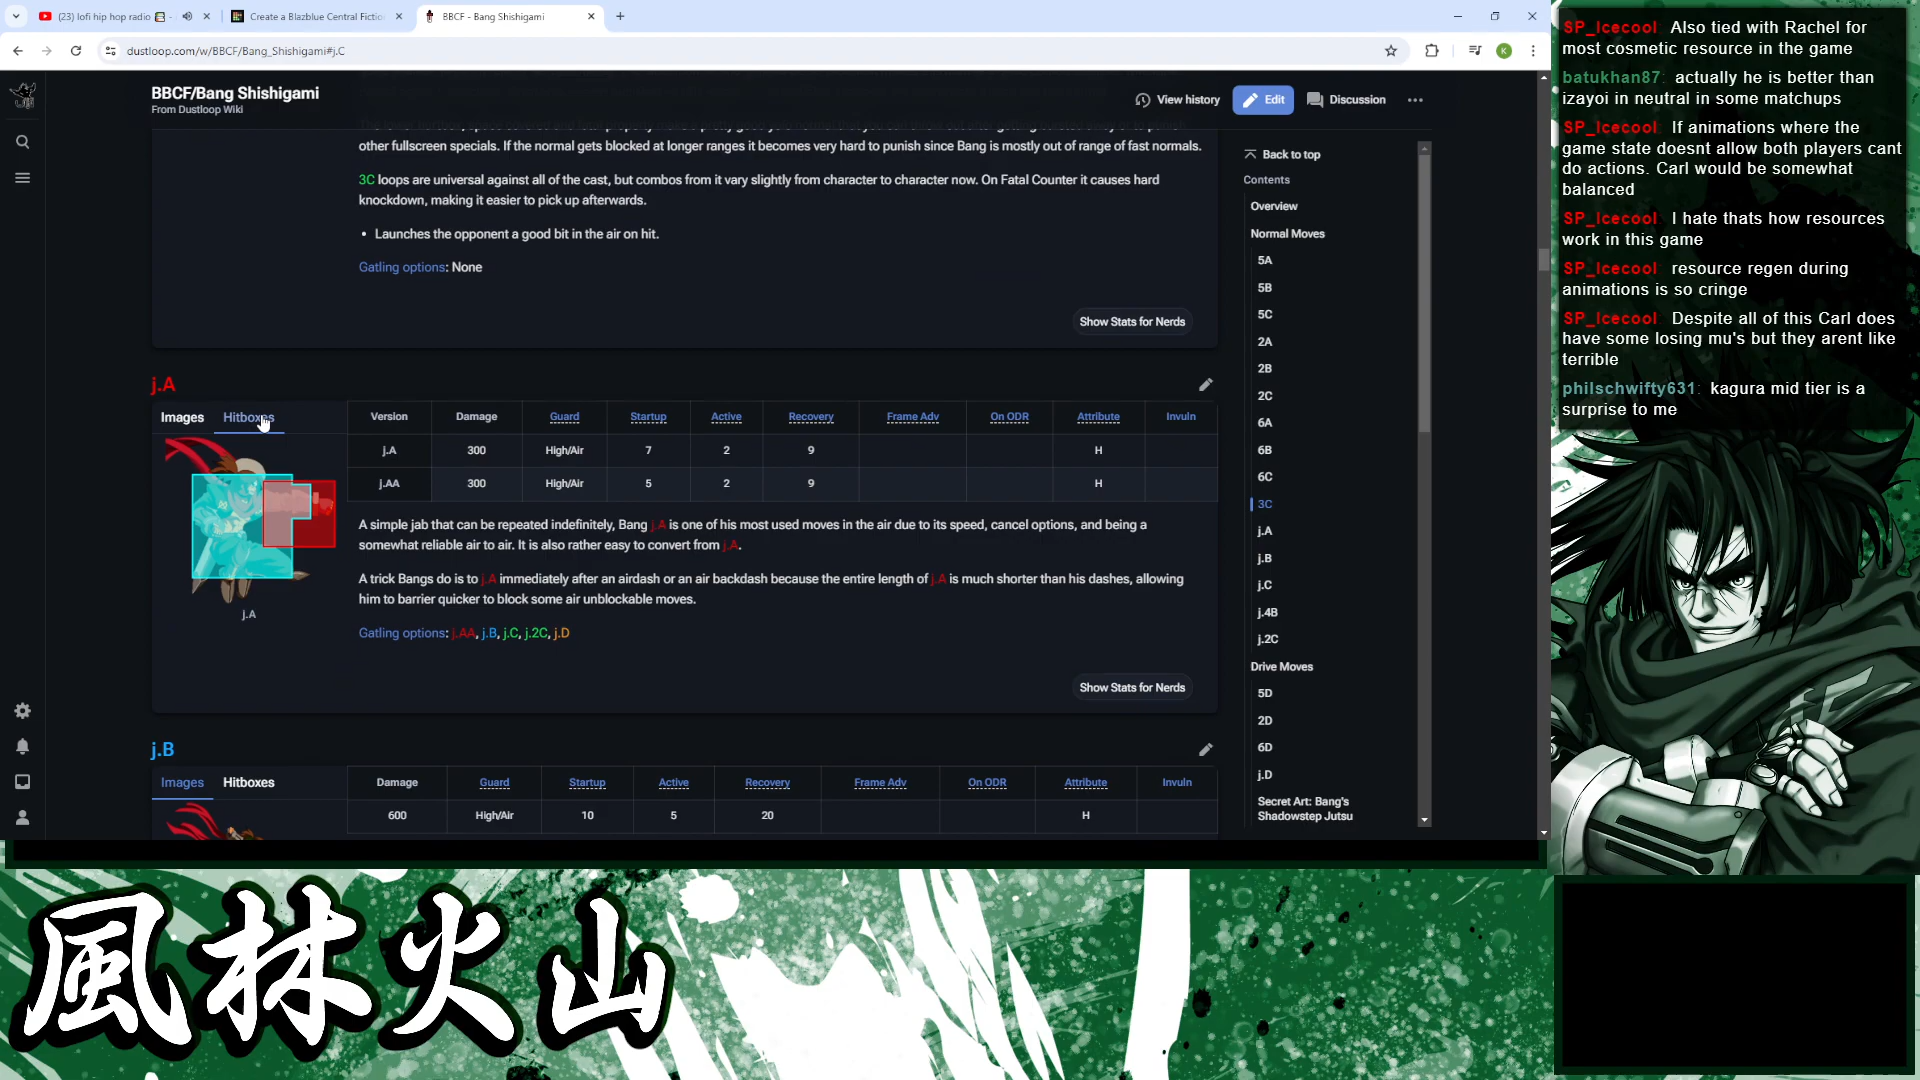 (23) lofi hip hop radio
Create a Blazblue Central Fictio
BBCF - Bang Shishigami
dustloop.com/w/BBCF/Bang_Shishigami#j.C
K
BBCF/Bang Shishigami
From Dustloop Wiki
View history
Edit
Discussion
other fullscreen specials. If the normal gets blocked at longer ranges it becomes very hard to punish since Bang is mostly out of range of fast normals.
3C loops are universal against all of the cast, but combos from it vary slightly from character to character now. On Fatal Counter it causes hard
knockdown, making it easier to pick up afterwards.
• Launches the opponent a good bit in the air on hit.
Gatling options: None
Show Stats for Nerds
j.A
Images Hitboxes
Version Damage Guard Startup Active Recovery Frame Adv On ODR Attribute Invuln
j.A 300 High/Air 7 2 9 H
j.AA 300 High/Air 5 2 9 H
j.A
A simple jab that can be repeated indefinitely, Bang j.A is one of his most used moves in the air due to its speed, cancel options, and being a
somewhat reliable air to air. It is also rather easy to convert from j.A.
A trick Bangs do is to j.A immediately after an airdash or an air backdash because the entire length of j.A is much shorter than his dashes, allowing
him to barrier quicker to block some air unblockable moves.
Gatling options: j.AA, j.B, j.C, j.2C, j.D
Show Stats for Nerds
j.B
Images Hitboxes
Damage Guard Startup Active Recovery Frame Adv On ODR Attribute Invuln
600 High/Air 10 5 20 H
Back to top
Contents
Overview
Normal Moves
5A
5B
5C
2A
2B
2C
6A
6B
6C
3C
j.A
j.B
j.C
j.4B
j.2C
Drive Moves
5D
2D
6D
j.D
Secret Art: Bang's
Shadowstep Jutsu
SP_Icecool: Also tied with Rachel for
most cosmetic resource in the game
batukhan87: actually he is better than
izayoi in neutral in some matchups
SP_Icecool: If animations where the
game state doesnt allow both players cant
do actions. Carl would be somewhat
balanced
SP_Icecool: I hate thats how resources
work in this game
SP_Icecool: resource regen during
animations is so cringe
SP_Icecool: Despite all of this Carl does
have some losing mu's but they arent like
terrible
philschwifty631: kagura mid tier is a
surprise to me
風林火山